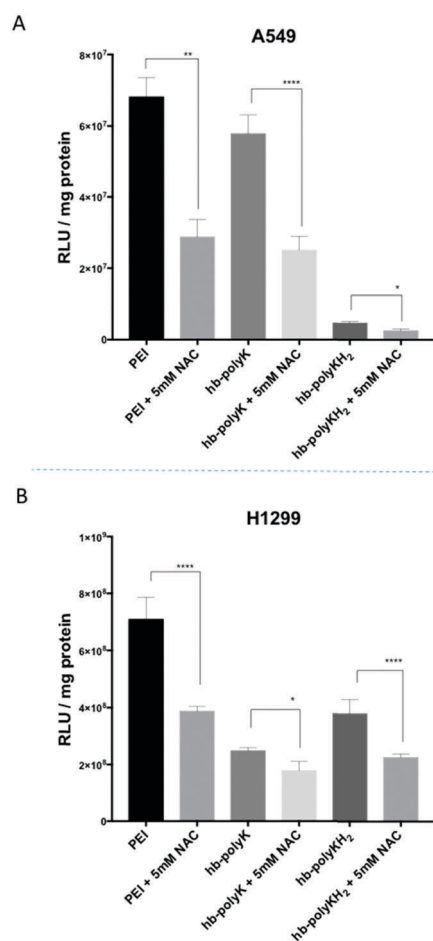 A
A549
**
****
*
8×10⁷
6×10⁷
4×10⁷
2×10⁷
0
RLU / mg protein
PEI
PEI + 5mM NAC
hb-polyK
hb-polyK + 5mM NAC
hb-polyKH₂
hb-polyKH₂ + 5mM NAC
B
H1299
****
*
****
1×10⁹
8×10⁸
6×10⁸
4×10⁸
2×10⁸
0
RLU / mg protein
PEI
PEI + 5mM NAC
hb-polyK
hb-polyK + 5mM NAC
hb-polyKH₂
hb-polyKH₂ + 5mM NAC